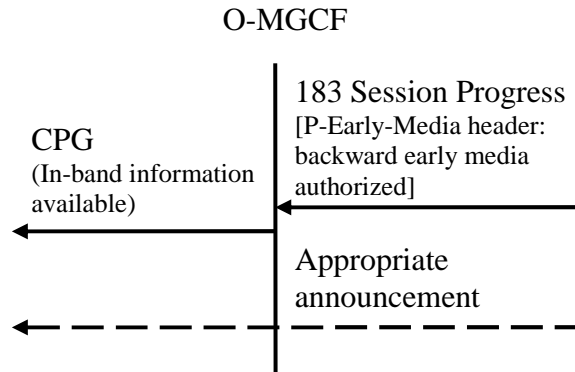 O-MGCF
183 Session Progress
[P-Early-Media header:
backward early media
authorized]
CPG
(In-band information
available)
Appropriate
announcement